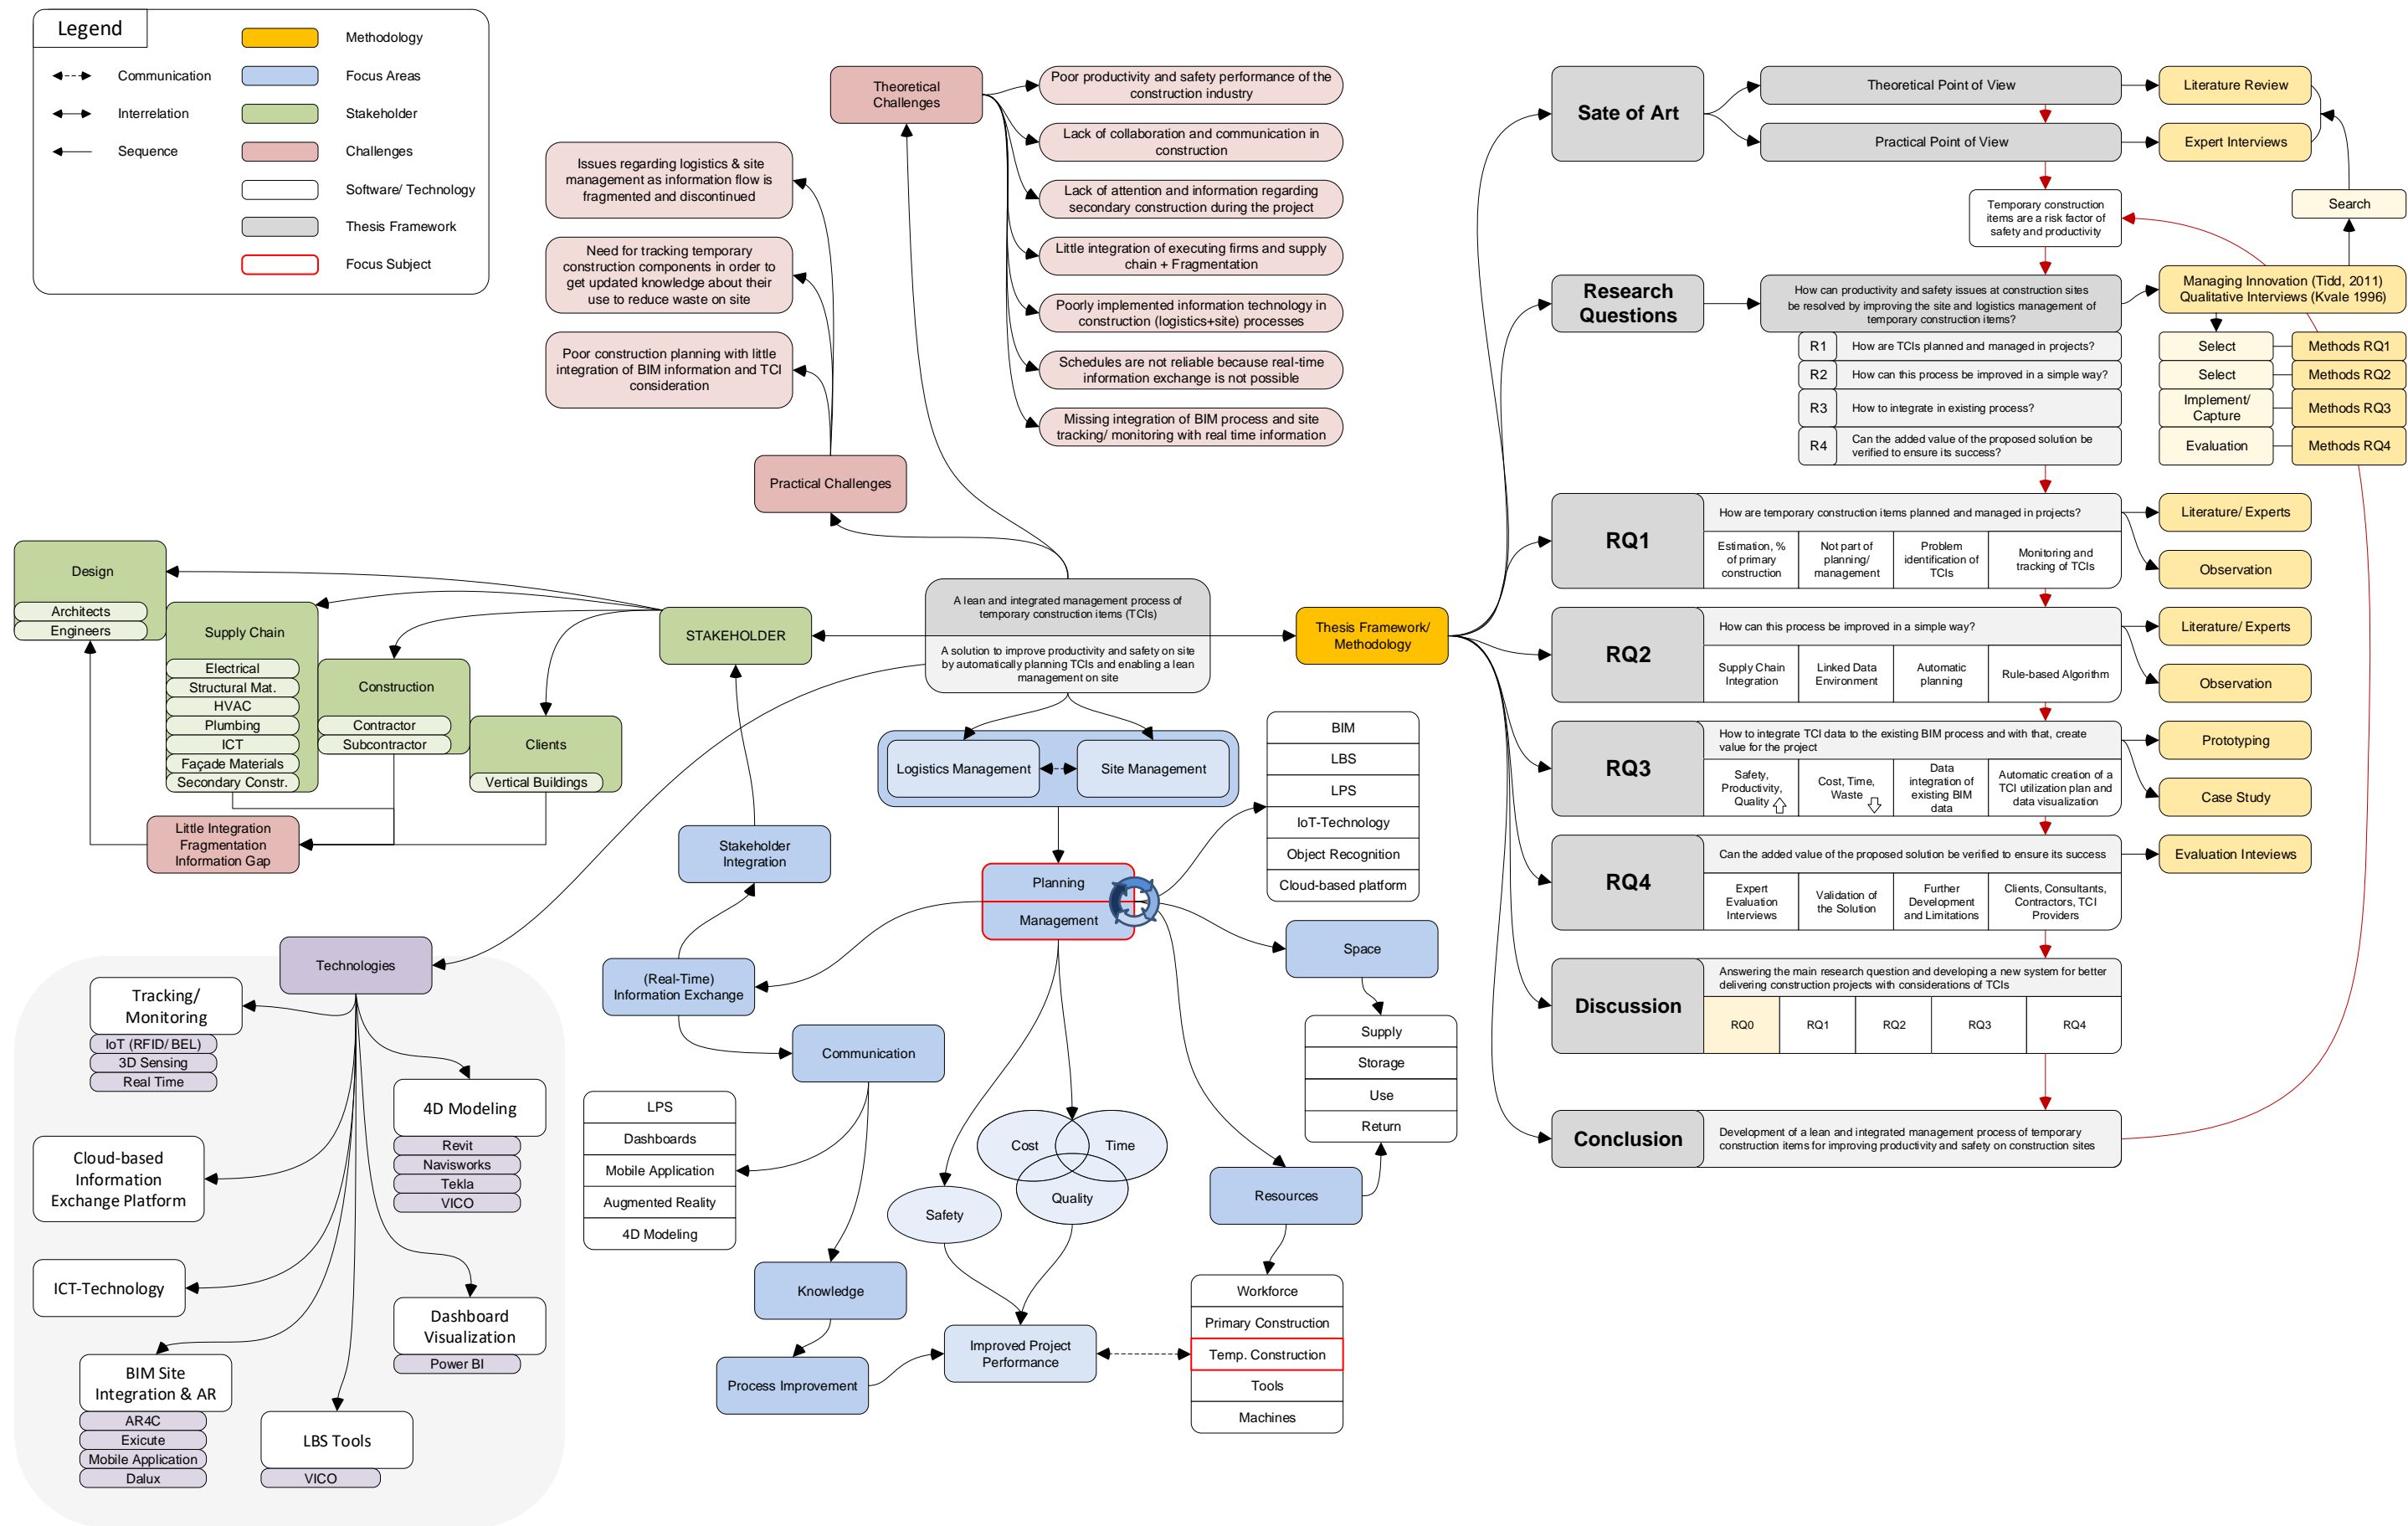 Legend
Methodology
Communication
Focus Areas
Interrelation
Stakeholder
Sequence
Challenges
Software/ Technology
Thesis Framework
Focus Subject
Theoretical
Challenges
Poor productivity and safety performance of the
construction industry
Lack of collaboration and communication in
construction
Lack of attention and information regarding
secondary construction during the project
Little integration of executing firms and supply
chain + Fragmentation
Poorly implemented information technology in
construction (logistics+site) processes
Schedules are not reliable because real-time
information exchange is not possible
Missing integration of BIM process and site
tracking/ monitoring with real time information
Issues regarding logistics & site
management as information flow is
fragmented and discontinued
Need for tracking temporary
construction components in order to
get updated knowledge about their
use to reduce waste on site
Poor construction planning with little
integration of BIM information and TCI
consideration
Practical Challenges
Design
Architects
Engineers
Supply Chain
Electrical
Structural Mat.
HVAC
Plumbing
ICT
Façade Materials
Secondary Constr.
Construction
Contractor
Subcontractor
Clients
Vertical Buildings
Little Integration
Fragmentation
Information Gap
STAKEHOLDER
A lean and integrated management process of
temporary construction items (TCIs)
A solution to improve productivity and safety on site
by automatically planning TCIs and enabling a lean
management on site
Thesis Framework/
Methodology
Logistics Management
Site Management
Stakeholder
Integration
Planning
Management
(Real-Time)
Information Exchange
Communication
LPS
Dashboards
Mobile Application
Augmented Reality
4D Modeling
Knowledge
Process Improvement
Cost
Time
Quality
Safety
Improved Project
Performance
BIM
LBS
LPS
IoT-Technology
Object Recognition
Cloud-based platform
Space
Supply
Storage
Use
Return
Resources
Workforce
Primary Construction
Temp. Construction
Tools
Machines
Technologies
Tracking/
Monitoring
IoT (RFID/ BEL)
3D Sensing
Real Time
4D Modeling
Revit
Navisworks
Tekla
VICO
Cloud-based
Information
Exchange Platform
ICT-Technology
Dashboard
Visualization
Power BI
BIM Site
Integration & AR
AR4C
Exicute
Mobile Application
Dalux
LBS Tools
VICO
Sate of Art
Theoretical Point of View
Literature Review
Practical Point of View
Expert Interviews
Temporary construction
items are a risk factor of
safety and productivity
Search
Research
Questions
How can productivity and safety issues at construction sites
be resolved by improving the site and logistics management of
temporary construction items?
Managing Innovation (Tidd, 2011)
Qualitative Interviews (Kvale 1996)
R1 How are TCIs planned and managed in projects?
Select Methods RQ1
R2 How can this process be improved in a simple way?
Select Methods RQ2
R3 How to integrate in existing process?
Implement/
Capture
Methods RQ3
R4 Can the added value of the proposed solution be
verified to ensure its success?
Evaluation Methods RQ4
RQ1
How are temporary construction items planned and managed in projects?
Estimation, %
of primary
construction
Not part of
planning/
management
Problem
identification of
TCIs
Monitoring and
tracking of TCIs
Literature/ Experts
Observation
RQ2
How can this process be improved in a simple way?
Supply Chain
Integration
Linked Data
Environment
Automatic
planning
Rule-based Algorithm
Literature/ Experts
Observation
RQ3
How to integrate TCI data to the existing BIM process and with that, create
value for the project
Safety,
Productivity,
Quality
Cost, Time,
Waste
Data
integration of
existing BIM
data
Automatic creation of a
TCI utilization plan and
data visualization
Prototyping
Case Study
RQ4
Can the added value of the proposed solution be verified to ensure its success
Expert
Evaluation
Interviews
Validation of
the Solution
Further
Development
and Limitations
Clients, Consultants,
Contractors, TCI
Providers
Evaluation Inteviews
Discussion
Answering the main research question and developing a new system for better
delivering construction projects with considerations of TCIs
RQ0
RQ1
RQ2
RQ3
RQ4
Conclusion
Development of a lean and integrated management process of temporary
construction items for improving productivity and safety on construction sites